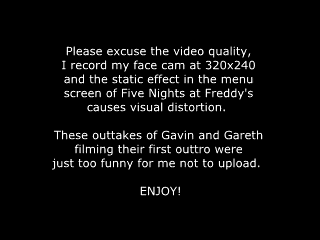 Please excuse the video quality,
I record my face cam at 320x240
and the static effect in the menu
screen of Five Nights at Freddy's
causes visual distortion.
These outtakes of Gavin and Gareth
filming their first outtro were
just too funny for me not to upload.
ENJOY!